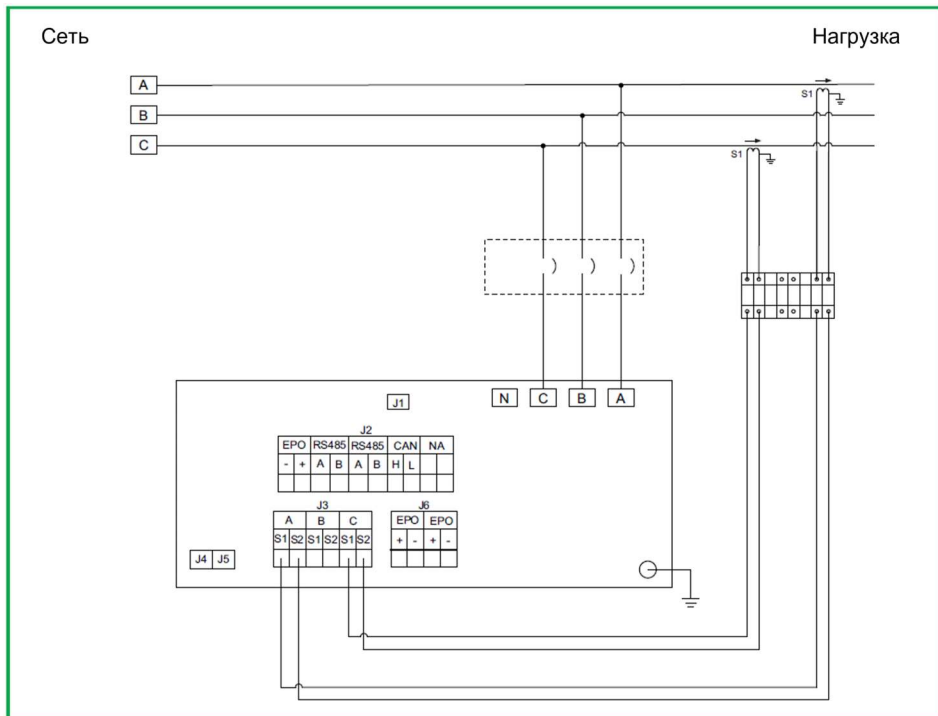 Сеть Нагрузка
A
S1
B
C
S1
N C B A
J1
J2
EPO RS485 RS485 CAN NA
- + A B A B H L
J3 J6
A B C EPO EPO
S1 S2 S1 S2 S1 S2 + - + -
J4 J5